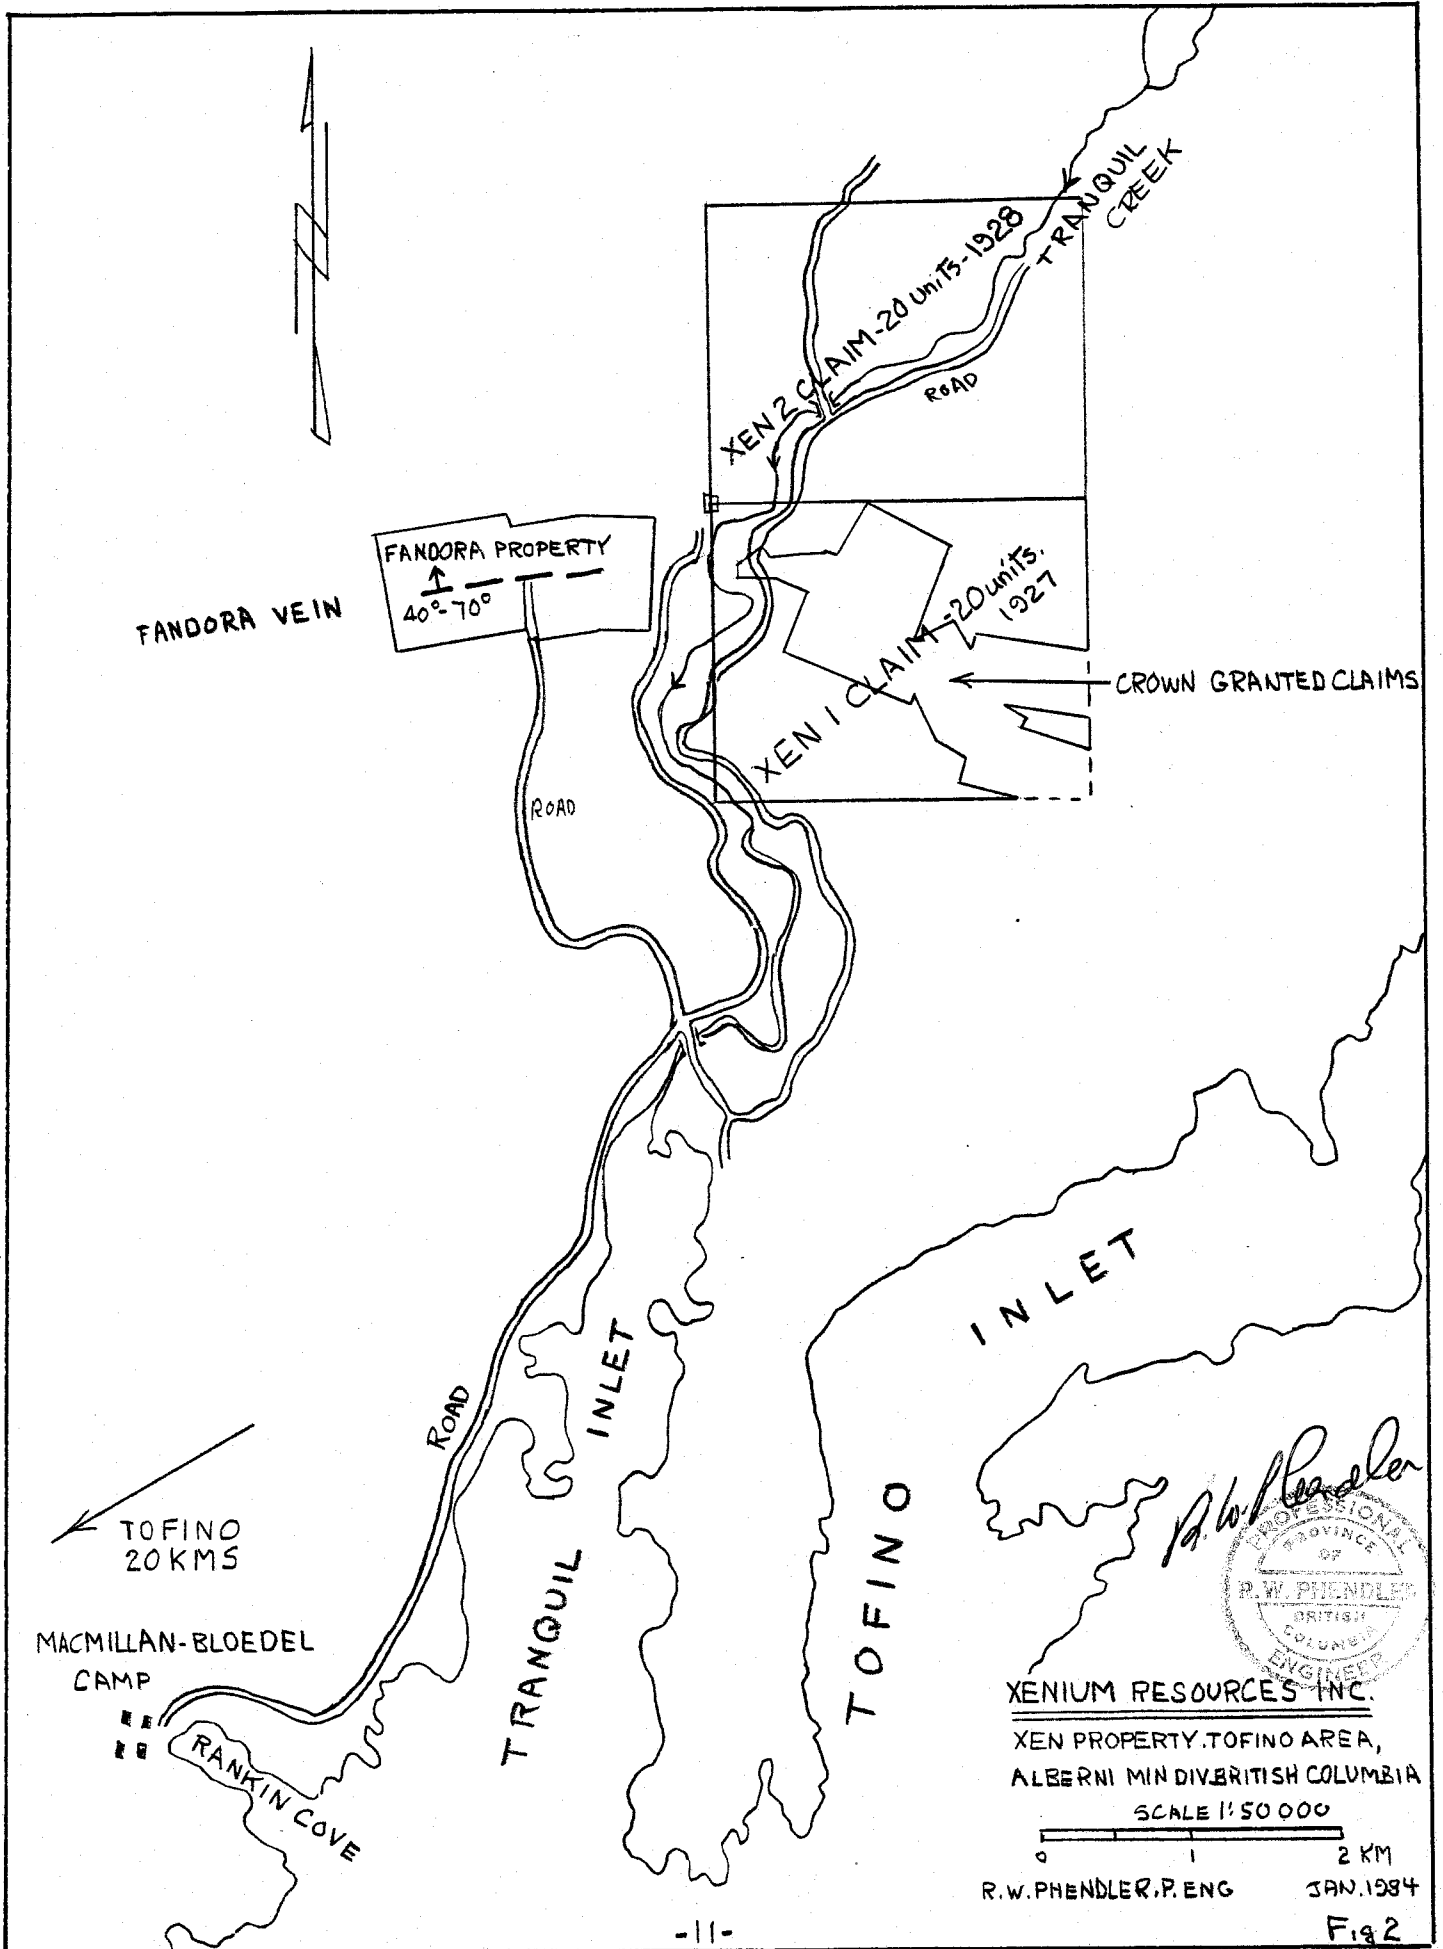 TRANQUIL
CREEK
XEN 2 CLAIM-20 units-1928
ROAD
FANDORA PROPERTY
40°-70°
FANDORA VEIN
XEN 1 CLAIM-20 units.
1927
CROWN GRANTED CLAIMS
ROAD
ROAD
TRANQUIL INLET
TOFINO INLET
TOFINO
20 KMS
MACMILLAN-BLOEDEL
CAMP
RANKIN COVE
R.W. Phendler
PROFESSIONAL
PROVINCE
OF
R.W. PHENDLER
BRITISH
COLUMBIA
ENGINEER
XENIUM RESOURCES INC.
XEN PROPERTY. TOFINO AREA,
ALBERNI MIN DIV. BRITISH COLUMBIA
SCALE 1:50 000
0 1 2 KM
R.W. PHENDLER, P. ENG JAN. 1984
Fig 2
-11-